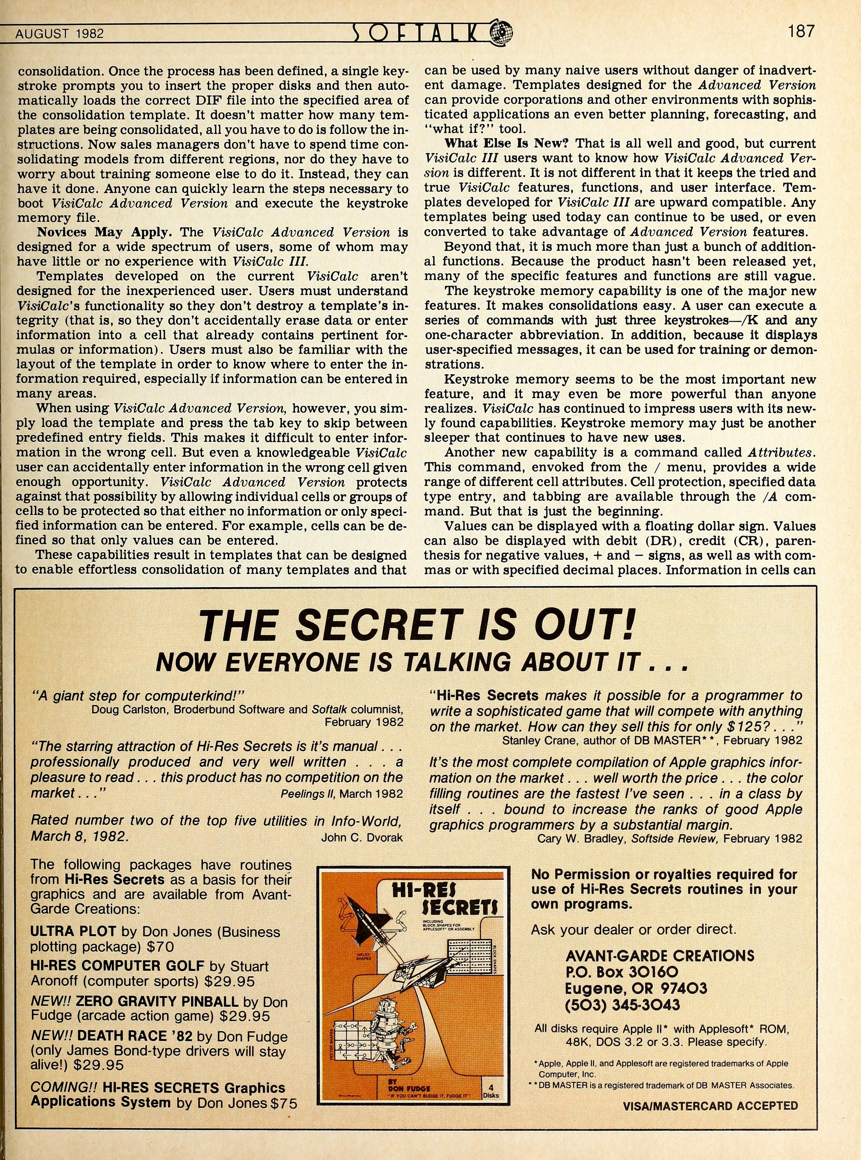 AUGUST 1982
SOFTALK
187
consolidation. Once the process has been defined, a single key-
stroke prompts you to insert the proper disks and then auto-
matically loads the correct DIF file into the specified area of
the consolidation template. It doesn't matter how many tem-
plates are being consolidated, all you have to do is follow the in-
structions. Now sales managers don't have to spend time con-
solidating models from different regions, nor do they have to
worry about training someone else to do it. Instead, they can
have it done. Anyone can quickly learn the steps necessary to
boot VisiCalc Advanced Version and execute the keystroke
memory file.
Novices May Apply. The VisiCalc Advanced Version is
designed for a wide spectrum of users, some of whom may
have little or no experience with VisiCalc III.
Templates developed on the current VisiCalc aren't
designed for the inexperienced user. Users must understand
VisiCalc's functionality so they don't destroy a template's in-
tegrity (that is, so they don't accidentally erase data or enter
information into a cell that already contains pertinent for-
mulas or information). Users must also be familiar with the
layout of the template in order to know where to enter the in-
formation required, especially if information can be entered in
many areas.
When using VisiCalc Advanced Version, however, you sim-
ply load the template and press the tab key to skip between
predefined entry fields. This makes it difficult to enter infor-
mation in the wrong cell. But even a knowledgeable VisiCalc
user can accidentally enter information in the wrong cell given
enough opportunity. VisiCalc Advanced Version protects
against that possibility by allowing individual cells or groups of
cells to be protected so that either no information or only speci-
fied information can be entered. For example, cells can be de-
fined so that only values can be entered.
These capabilities result in templates that can be designed
to enable effortless consolidation of many templates and that
can be used by many naive users without danger of inadvert-
ent damage. Templates designed for the Advanced Version
can provide corporations and other environments with sophis-
ticated applications an even better planning, forecasting, and
"what if?" tool.
What Else Is New? That is all well and good, but current
VisiCalc III users want to know how VisiCalc Advanced Ver-
sion is different. It is not different in that it keeps the tried and
true VisiCalc features, functions, and user interface. Tem-
plates developed for VisiCalc III are upward compatible. Any
templates being used today can continue to be used, or even
converted to take advantage of Advanced Version features.
Beyond that, it is much more than just a bunch of addition-
al functions. Because the product hasn't been released yet,
many of the specific features and functions are still vague.
The keystroke memory capability is one of the major new
features. It makes consolidations easy. A user can execute a
series of commands with just three keystrokes—/K and any
one-character abbreviation. In addition, because it displays
user-specified messages, it can be used for training or demon-
strations.
Keystroke memory seems to be the most important new
feature, and it may even be more powerful than anyone
realizes. VisiCalc has continued to impress users with its new-
ly found capabilities. Keystroke memory may just be another
sleeper that continues to have new uses.
Another new capability is a command called Attributes.
This command, envoked from the / menu, provides a wide
range of different cell attributes. Cell protection, specified data
type entry, and tabbing are available through the /A com-
mand. But that is just the beginning.
Values can be displayed with a floating dollar sign. Values
can also be displayed with debit (DR), credit (CR), paren-
thesis for negative values, + and − signs, as well as with com-
mas or with specified decimal places. Information in cells can
THE SECRET IS OUT!
NOW EVERYONE IS TALKING ABOUT IT . . .
"A giant step for computerkind!"
Doug Carlston, Broderbund Software and Softalk columnist,
February 1982
"The starring attraction of Hi-Res Secrets is it's manual . . .
professionally produced and very well written . . . a
pleasure to read . . . this product has no competition on the
market . . ." Peelings II, March 1982
Rated number two of the top five utilities in Info-World,
March 8, 1982. John C. Dvorak
"Hi-Res Secrets makes it possible for a programmer to
write a sophisticated game that will compete with anything
on the market. How can they sell this for only $125? . . ."
Stanley Crane, author of DB MASTER**, February 1982
It's the most complete compilation of Apple graphics infor-
mation on the market . . . well worth the price . . . the color
filling routines are the fastest I've seen . . . in a class by
itself . . . bound to increase the ranks of good Apple
graphics programmers by a substantial margin.
Cary W. Bradley, Softside Review, February 1982
The following packages have routines
from Hi-Res Secrets as a basis for their
graphics and are available from Avant-
Garde Creations:
ULTRA PLOT by Don Jones (Business
plotting package) $70
HI-RES COMPUTER GOLF by Stuart
Aronoff (computer sports) $29.95
NEW!! ZERO GRAVITY PINBALL by Don
Fudge (arcade action game) $29.95
NEW!! DEATH RACE '82 by Don Fudge
(only James Bond-type drivers will stay
alive!) $29.95
COMING!! HI-RES SECRETS Graphics
Applications System by Don Jones $75
HI-RES
SECRETS
INCLUDING
BLOCK SHAPES FOR
APPLESOFT* OR ASSEMBLY
SHAPES
BY
DON FUDGE
"IF YOU CAN'T BUDGE IT, FUDGE IT"
4
Disks
No Permission or royalties required for
use of Hi-Res Secrets routines in your
own programs.
Ask your dealer or order direct.
AVANT-GARDE CREATIONS
P.O. Box 30160
Eugene, OR 97403
(503) 345-3043
All disks require Apple II* with Applesoft* ROM,
48K, DOS 3.2 or 3.3. Please specify.
*Apple, Apple II, and Applesoft are registered trademarks of Apple
Computer, Inc.
**DB MASTER is a registered trademark of DB MASTER Associates.
VISA/MASTERCARD ACCEPTED